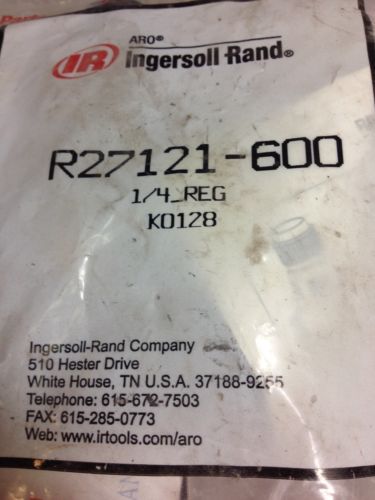 ARO®
IR Ingersoll-Rand®
R27121-600
1/4_REG
K0128
Ingersoll-Rand Company
510 Hester Drive
White House, TN U.S.A. 37188-9255
Telephone: 615-672-7503
FAX: 615-285-0773
Web: www.irtools.com/aro